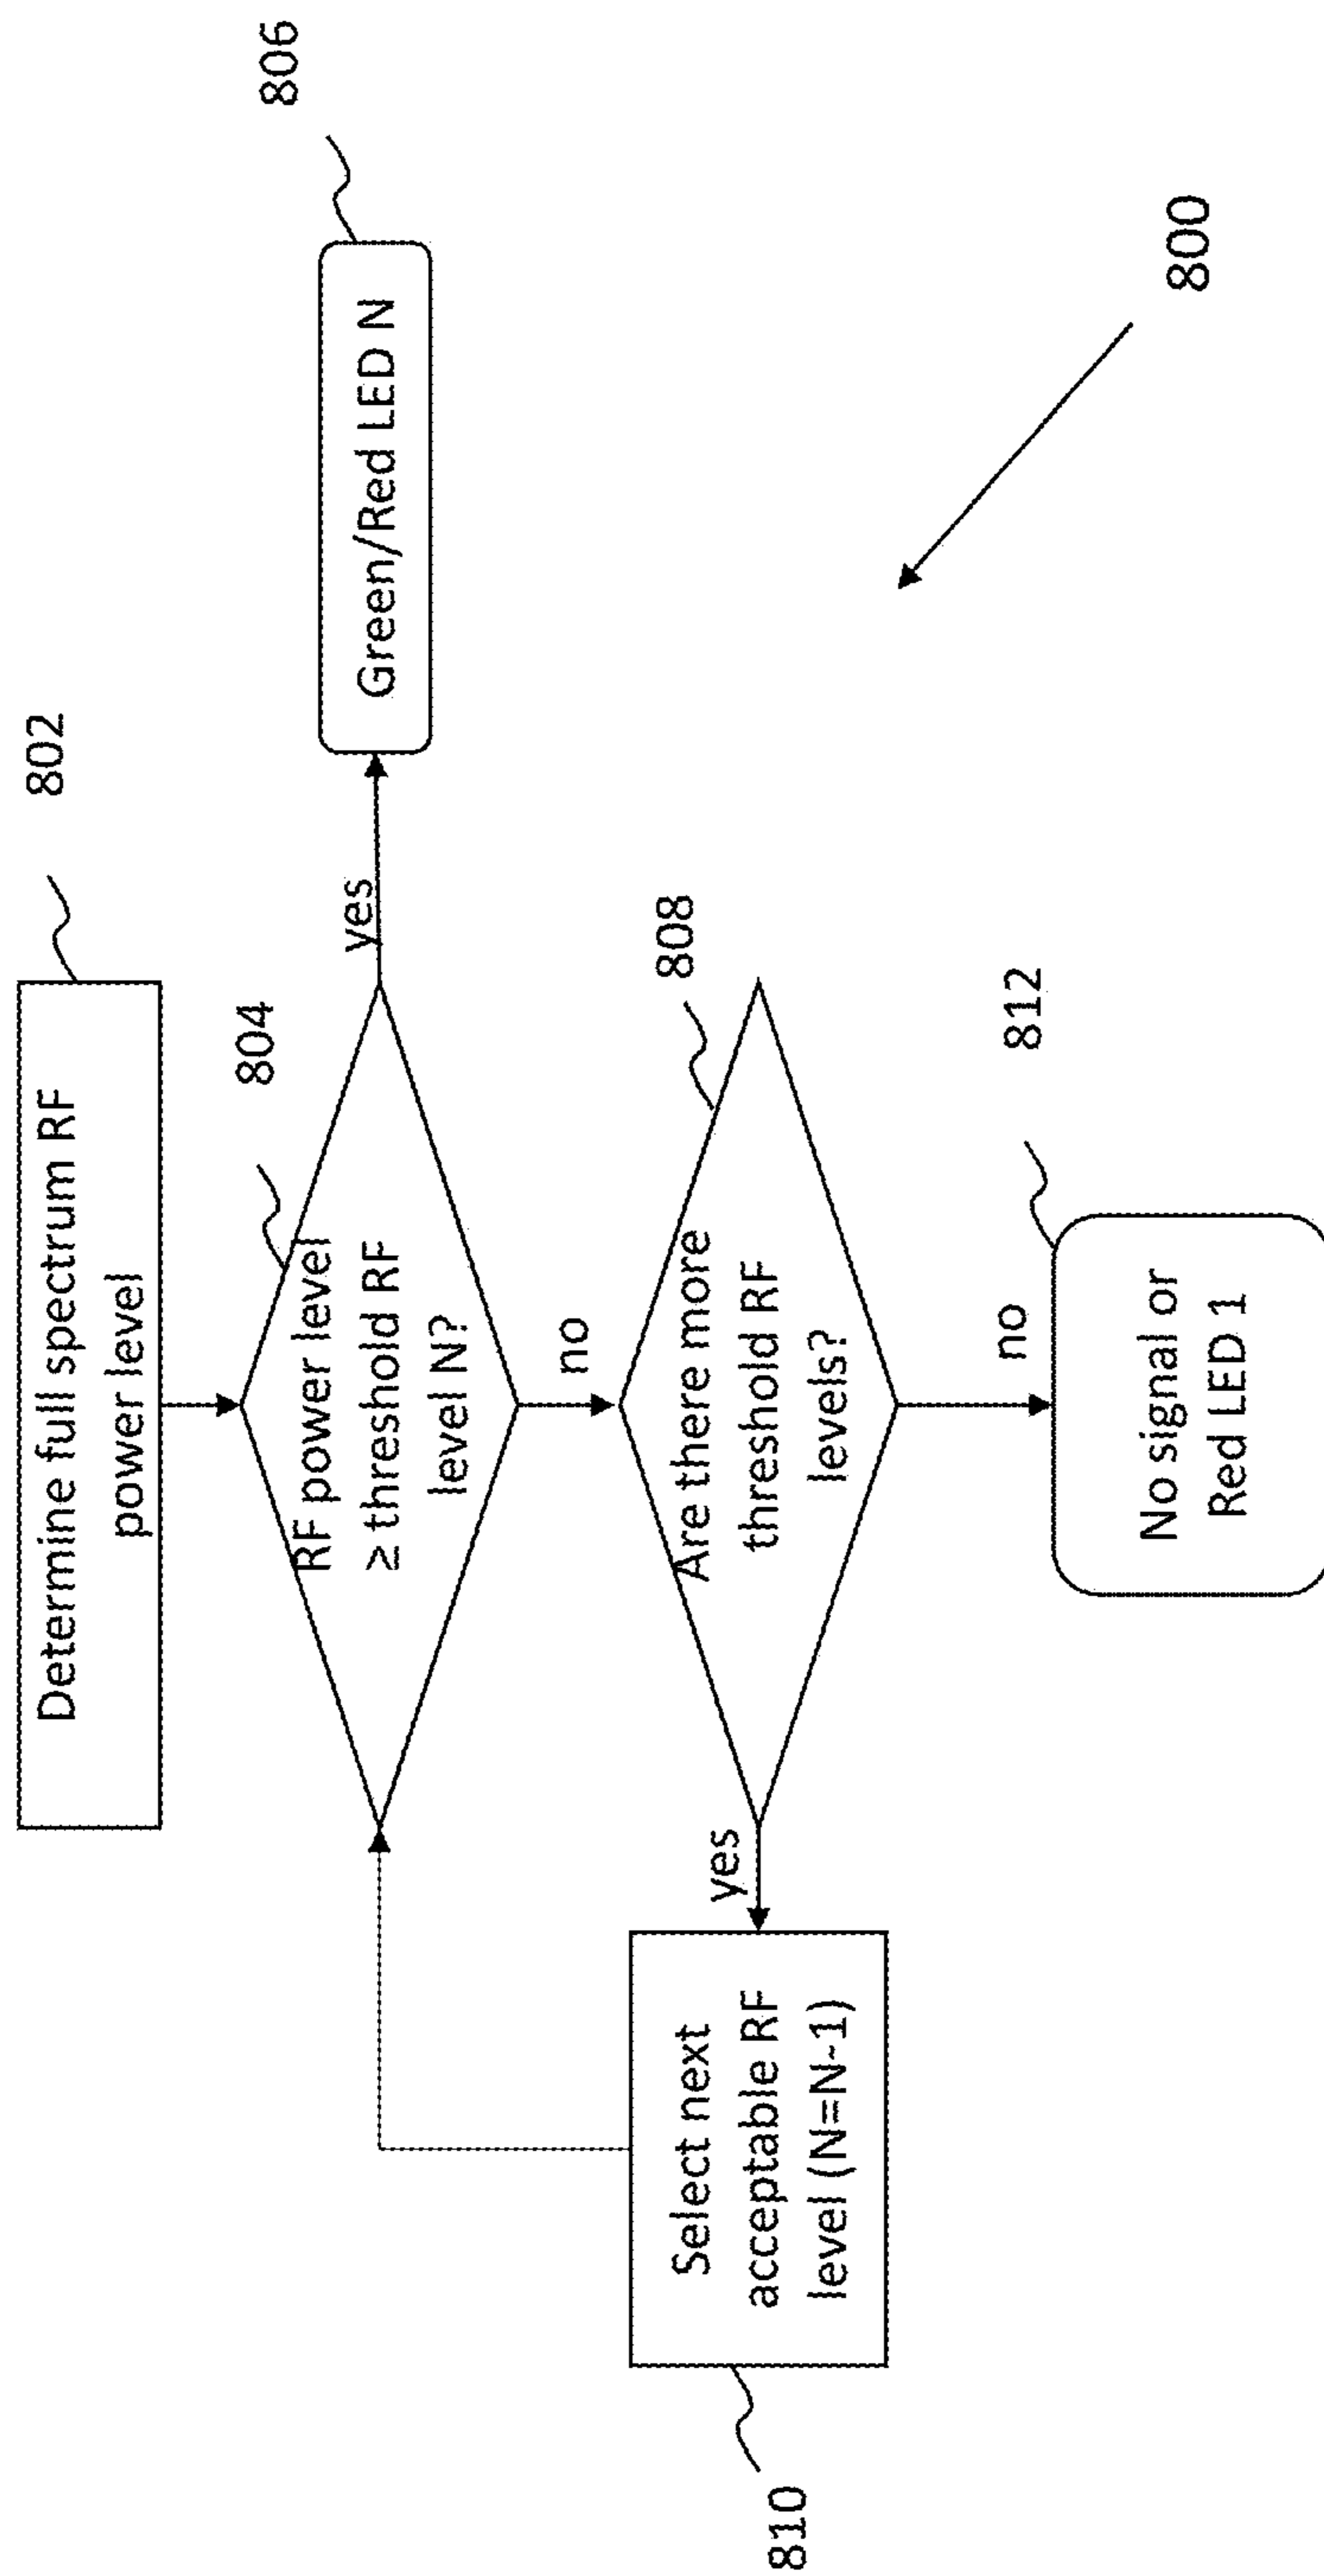 Determine full spectrum RF
power level
802
804
RF power level
≥ threshold RF
level N?
yes
Green/Red LED N
806
no
808
Are there more
threshold RF
levels?
yes
Select next
acceptable RF
level (N=N-1)
810
no
812
No signal or
Red LED 1
800